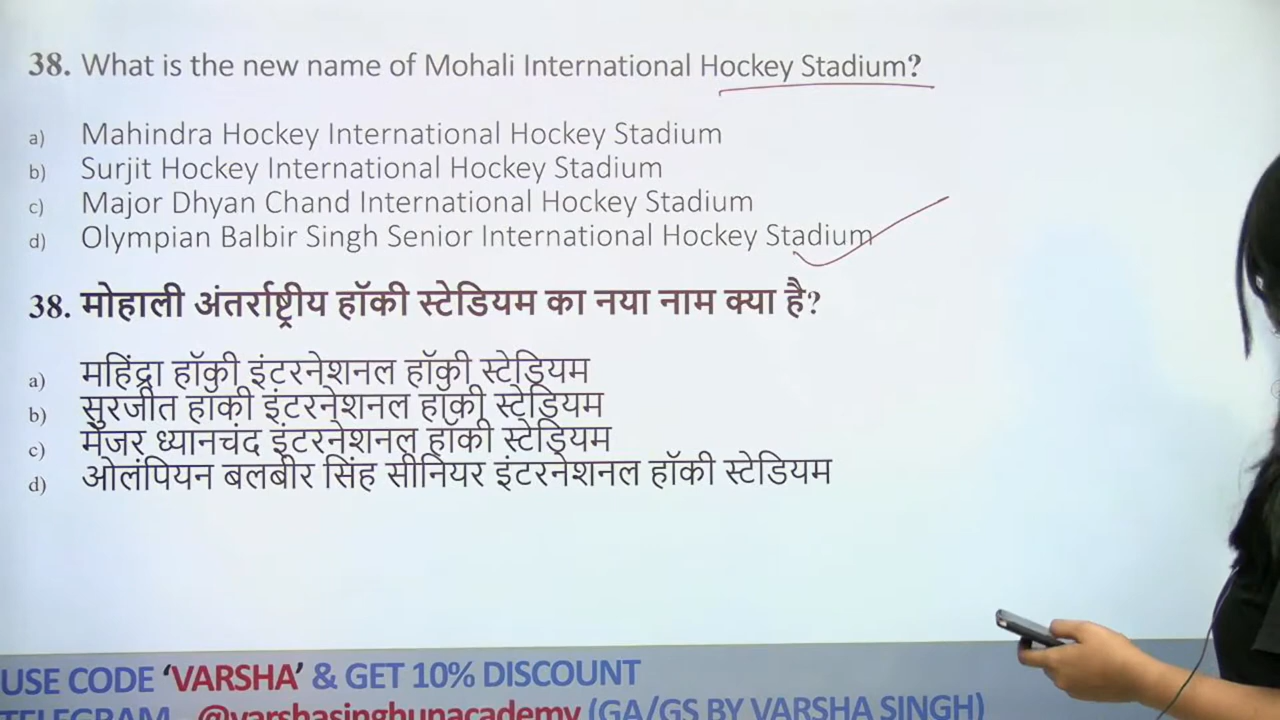 38. What is the new name of Mohali International Hockey Stadium?
a) Mahindra Hockey International Hockey Stadium
b) Surjit Hockey International Hockey Stadium
c) Major Dhyan Chand International Hockey Stadium
d) Olympian Balbir Singh Senior International Hockey Stadium
38. मोहाली अंतर्राष्ट्रीय हॉकी स्टेडियम का नया नाम क्या है?
a) महिंद्रा हॉकी इंटरनेशनल हॉकी स्टेडियम
b) सुरजीत हॉकी इंटरनेशनल हॉकी स्टेडियम
c) मेजर ध्यानचंद इंटरनेशनल हॉकी स्टेडियम
d) ओलंपियन बलबीर सिंह सीनियर इंटरनेशनल हॉकी स्टेडियम
USE CODE ‘VARSHA’ & GET 10% DISCOUNT
TELEGRAM - @varshasinghunacademy (GA/GS BY VARSHA SINGH)